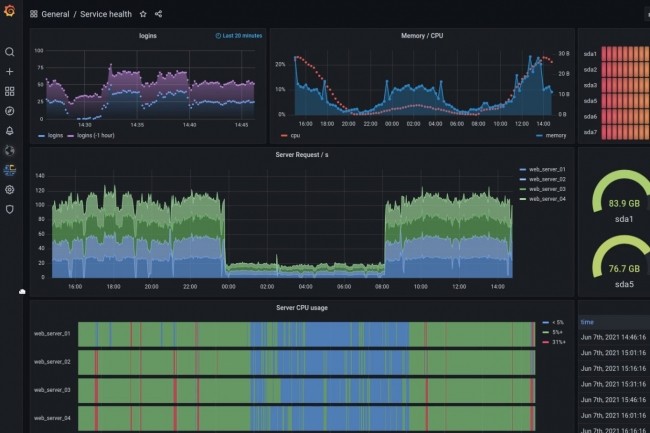 General / Service health
logins
Last 20 minutes
100
75
50
25
0
14:30
14:35
14:40
14:45
logins
logins (-1 hour)
Memory / CPU
20%
10%
0%
30 B
20 B
10 B
0 B
16:00
18:00
20:00
22:00
00:00
02:00
04:00
06:00
08:00
10:00
12:00
14:00
cpu
memory
sda1
sda2
sda3
sda5
sda6
sda7
Server Request / s
140
120
100
80
60
40
20
0
16:00
18:00
20:00
22:00
00:00
02:00
04:00
06:00
08:00
10:00
12:00
14:00
web_server_01
web_server_02
web_server_03
web_server_04
83.9 GB
sda1
76.7 GB
sda5
Server CPU usage
web_server_01
web_server_02
web_server_03
web_server_04
< 5%
5%+
31%+
time
Jun 7th, 2021 14:46:16
Jun 7th, 2021 15:01:16
Jun 7th, 2021 15:16:16
Jun 7th, 2021 15:31:16
Jun 7th, 2021 15:46:16
Jun 7th, 2021 16:01:16
Jun 7th, 2021 16:16:16